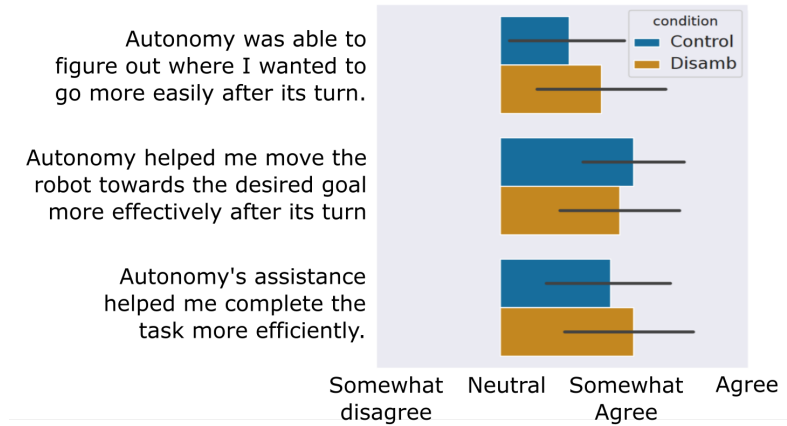 Autonomy was able to
figure out where I wanted to
go more easily after its turn.
condition
Control
Disamb
Autonomy helped me move the
robot towards the desired goal
more effectively after its turn
Autonomy's assistance
helped me complete the
task more efficiently.
Somewhat disagree
Neutral
Somewhat Agree
Agree